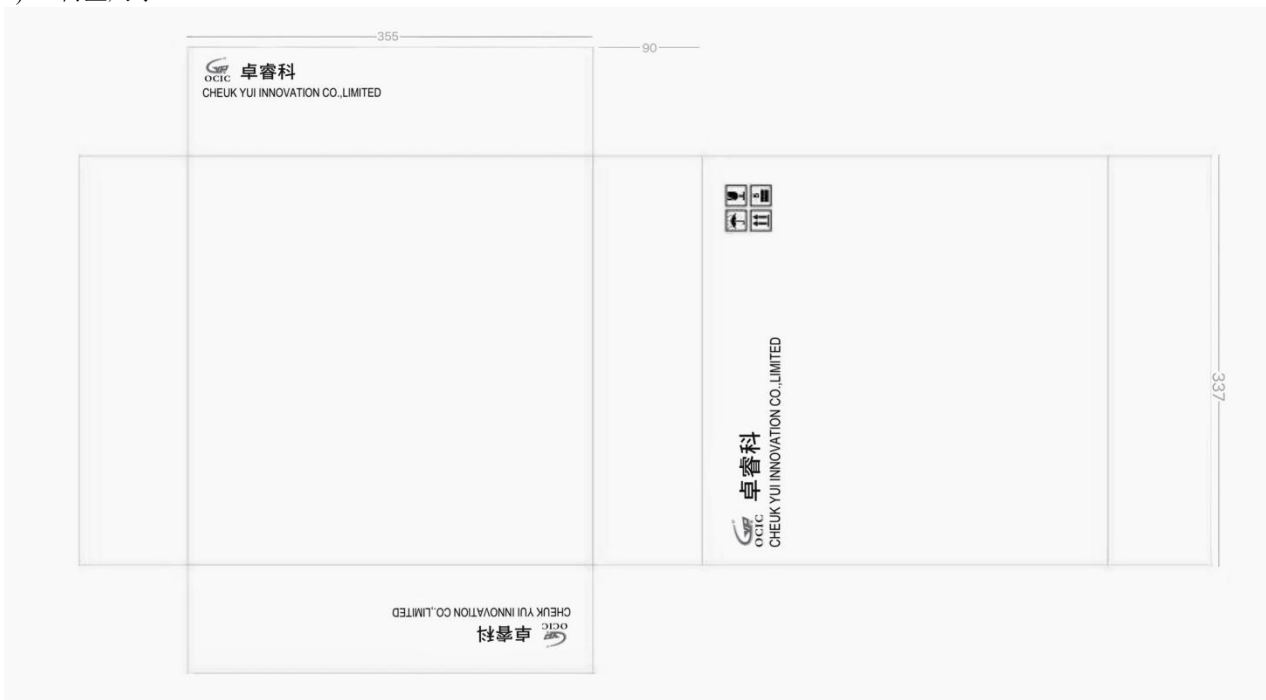 355
90
OCIC 卓睿科
CHEUK YUI INNOVATION CO.,LIMITED
337
OCIC 卓睿科
CHEUK YUI INNOVATION CO.,LIMITED
OCIC 卓睿科
CHEUK YUI INNOVATION CO.,LIMITED